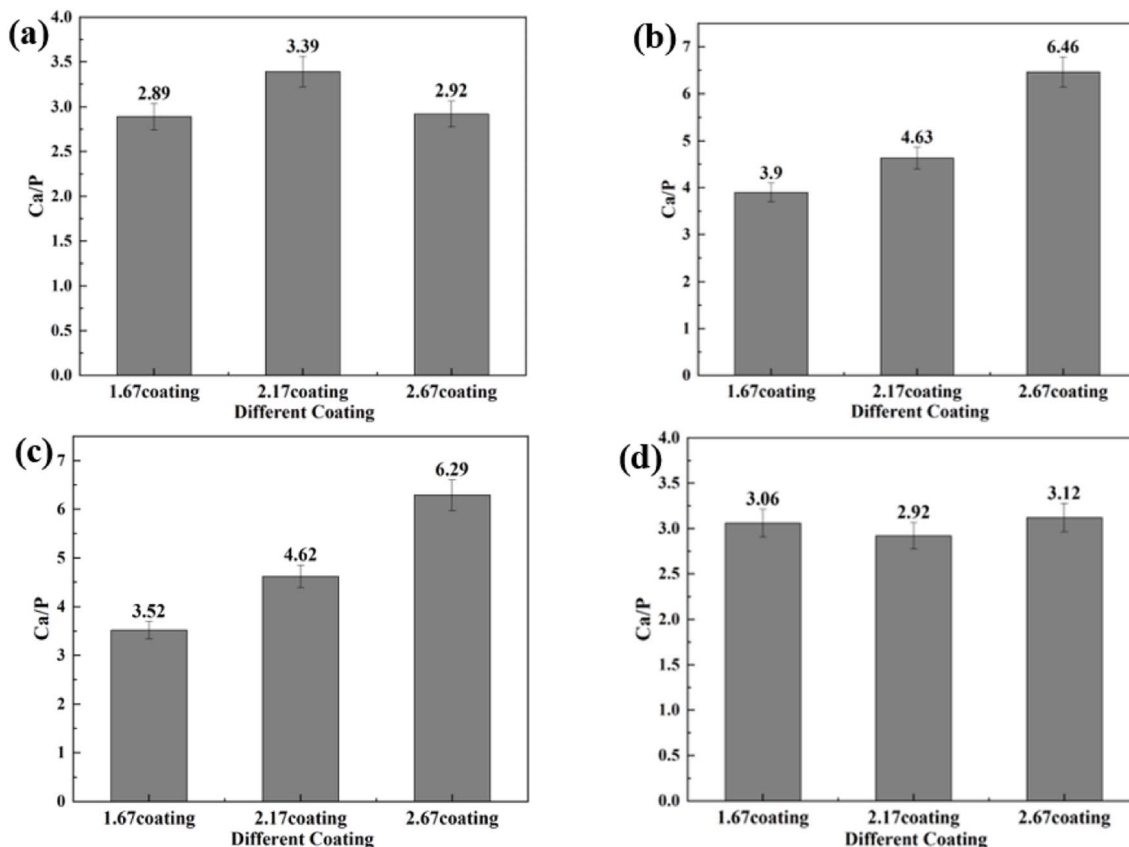 (a)
4.0
3.5
3.0
2.5
2.0
1.5
1.0
0.5
0.0
Ca/P
2.89
3.39
2.92
1.67coating 2.17coating 2.67coating
Different Coating
(b)
7
6
5
4
3
2
1
0
Ca/P
3.9
4.63
6.46
1.67coating 2.17coating 2.67coating
Different Coating
(c)
7
6
5
4
3
2
1
0
Ca/P
3.52
4.62
6.29
1.67coating 2.17coating 2.67coating
Different Coating
(d)
4.0
3.5
3.0
2.5
2.0
1.5
1.0
0.5
0.0
Ca/P
3.06
2.92
3.12
1.67coating 2.17coating 2.67coating
Different Coating